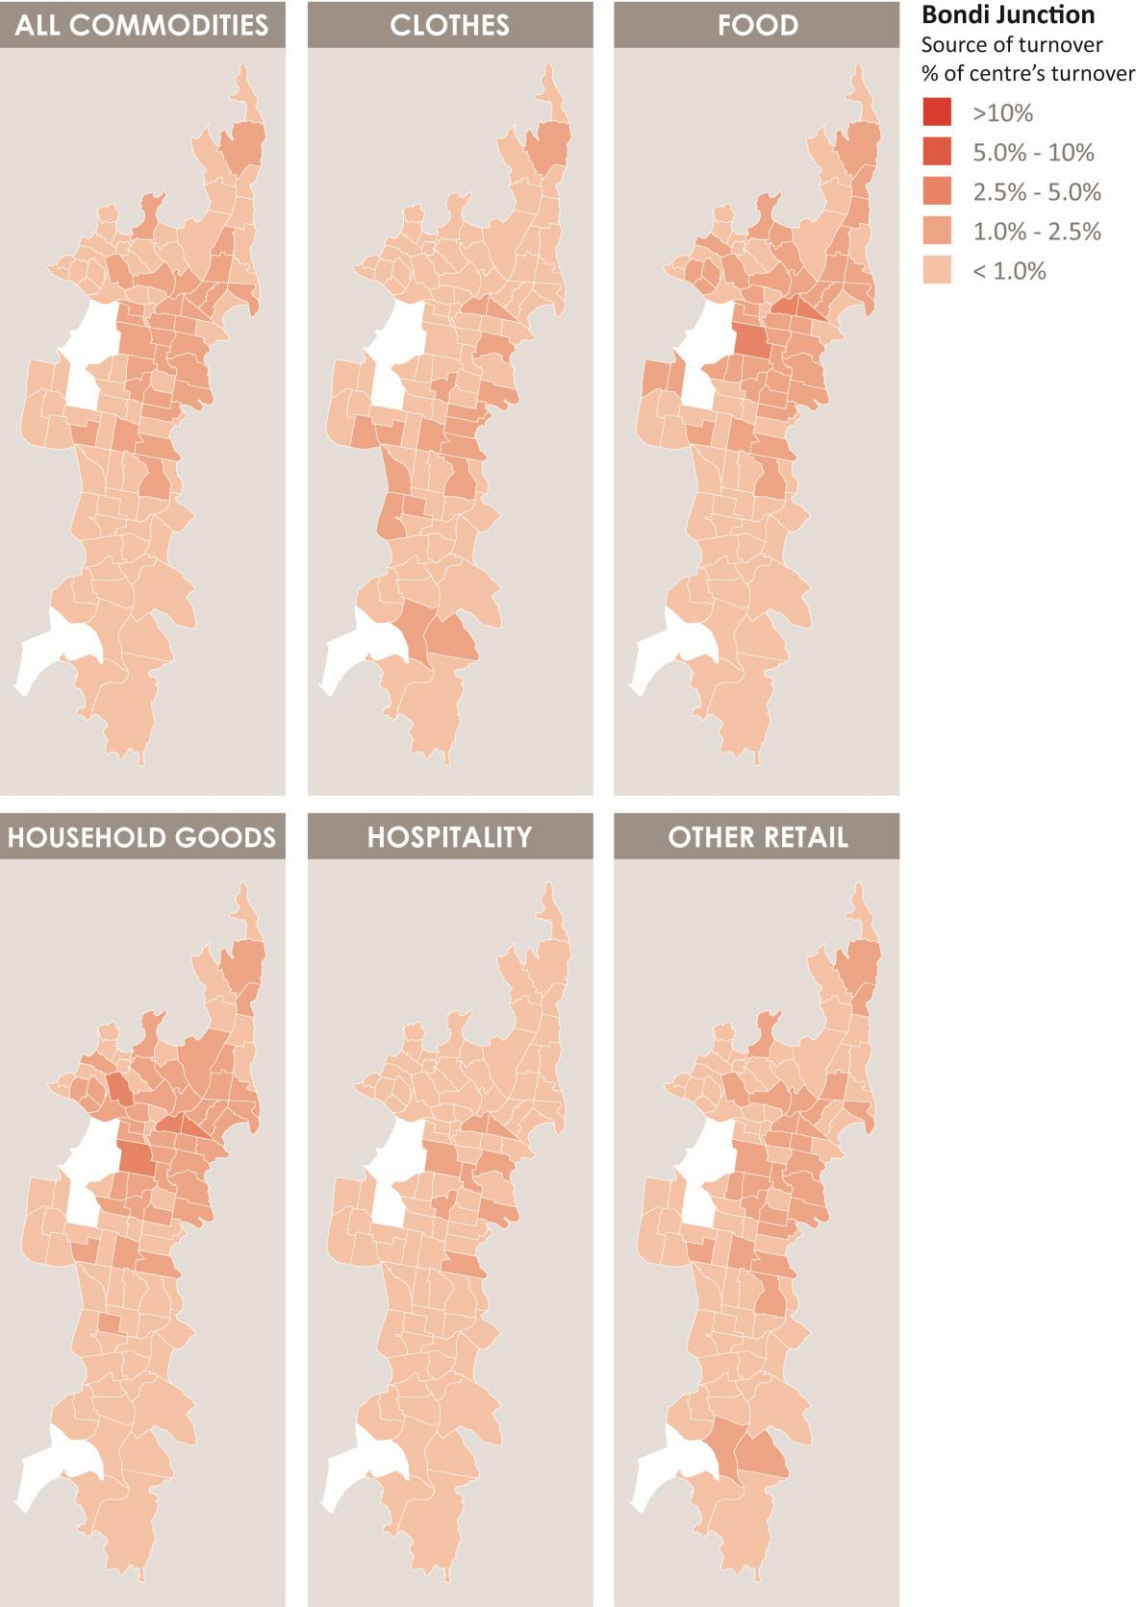 ALL COMMODITIES
CLOTHES
FOOD
Bondi Junction
Source of turnover
% of centre's turnover
>10%
5.0% - 10%
2.5% - 5.0%
1.0% - 2.5%
< 1.0%
HOUSEHOLD GOODS
HOSPITALITY
OTHER RETAIL